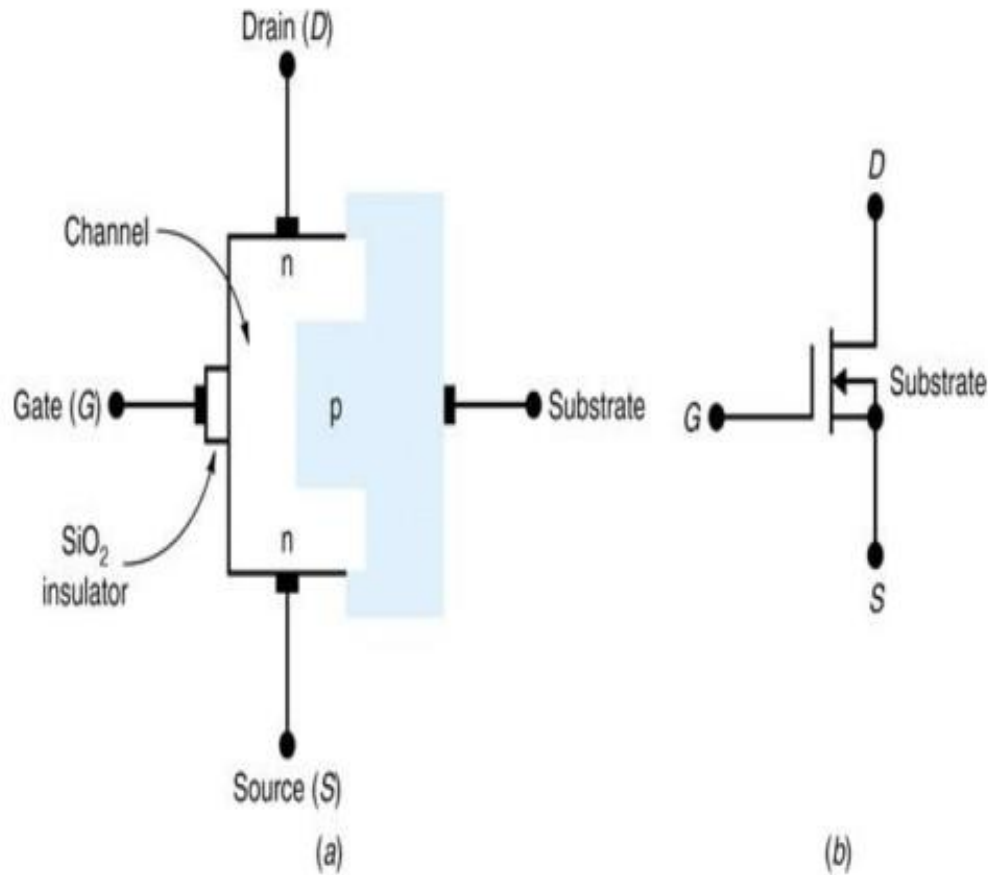 Drain (D)
D
Channel
n
Gate (G)
p
Substrate
Substrate
G
SiO₂
insulator
n
S
Source (S)
(a)
(b)